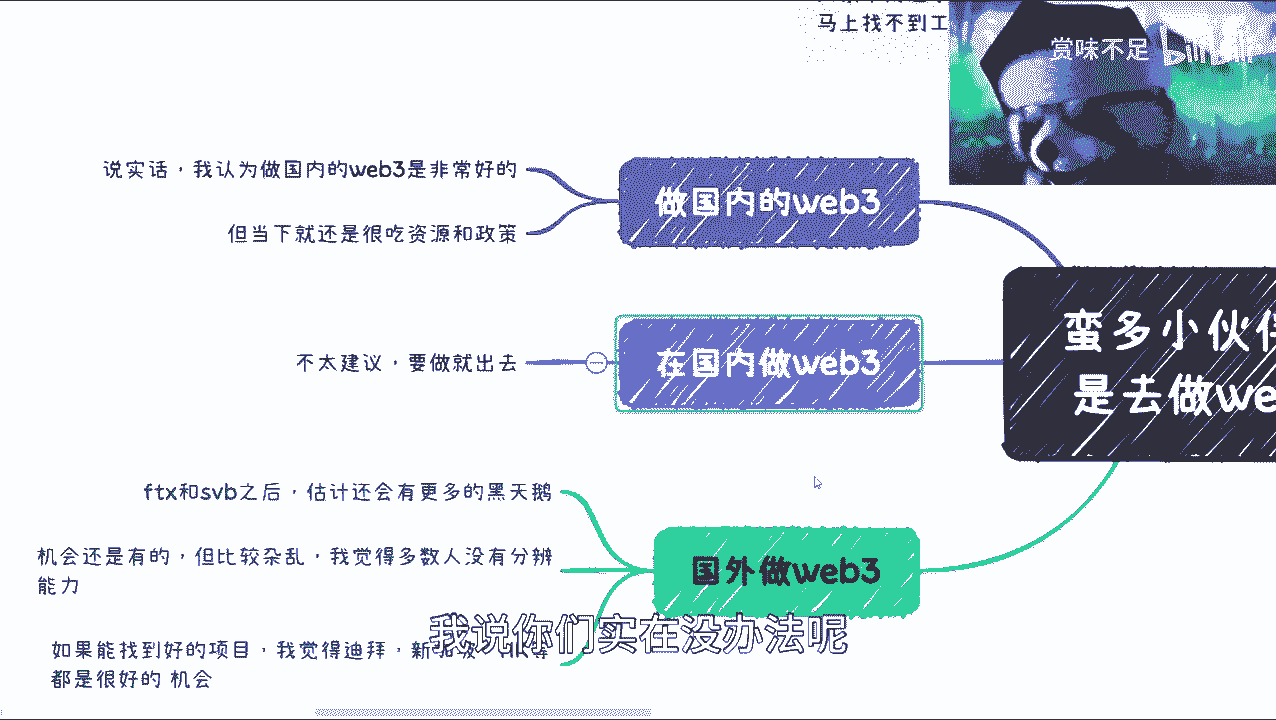 马上找不到工
赏味不足 bilibili
说实话，我认为做国内的web3是非常好的
但当下就还是很吃资源和政策
做国内的web3
不太建议，要做就出去
在国内做web3
蛮多小伙伴
是去做we
ftx和svb之后，估计还会有更多的黑天鹅
机会还是有的，但比较杂乱，我觉得多数人没有分辨
能力
国外做web3
如果能找到好的项目，我觉得迪拜，新
都是很好的 机会
我说你们实在没办法呢